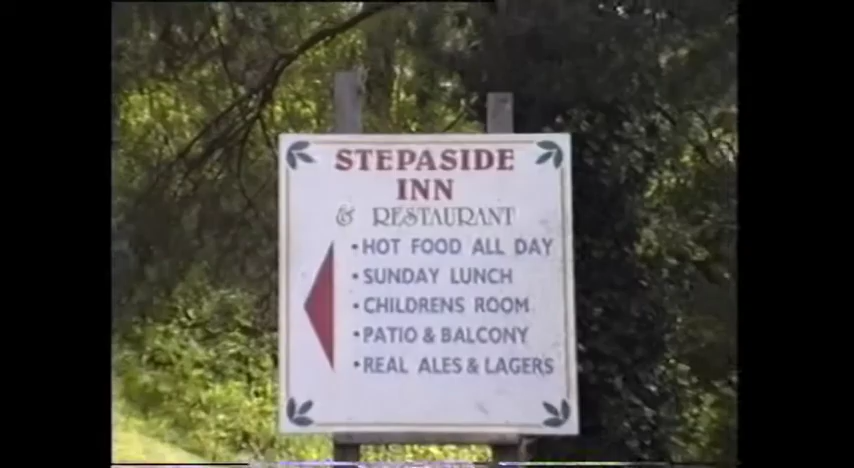 STEPASIDE
INN
& RESTAURANT
• HOT FOOD ALL DAY
• SUNDAY LUNCH
• CHILDRENS ROOM
• PATIO & BALCONY
• REAL ALES & LAGERS